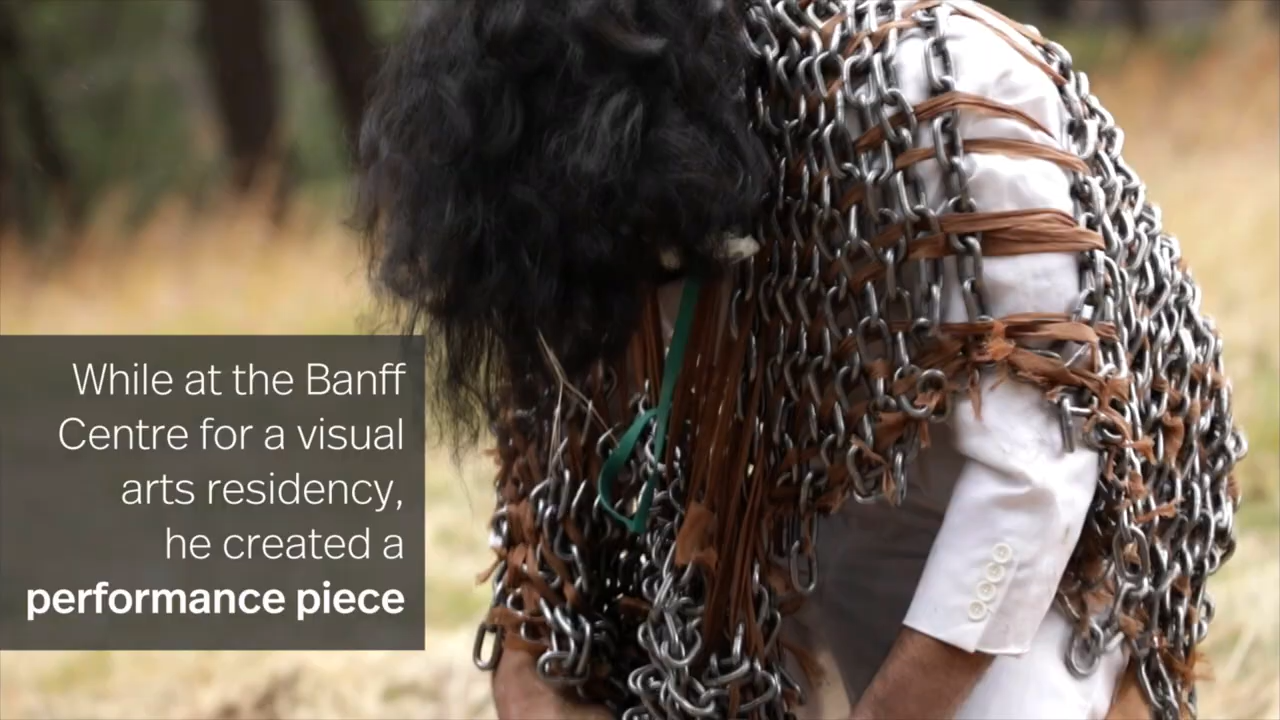 While at the Banff
Centre for a visual
arts residency,
he created a
performance piece